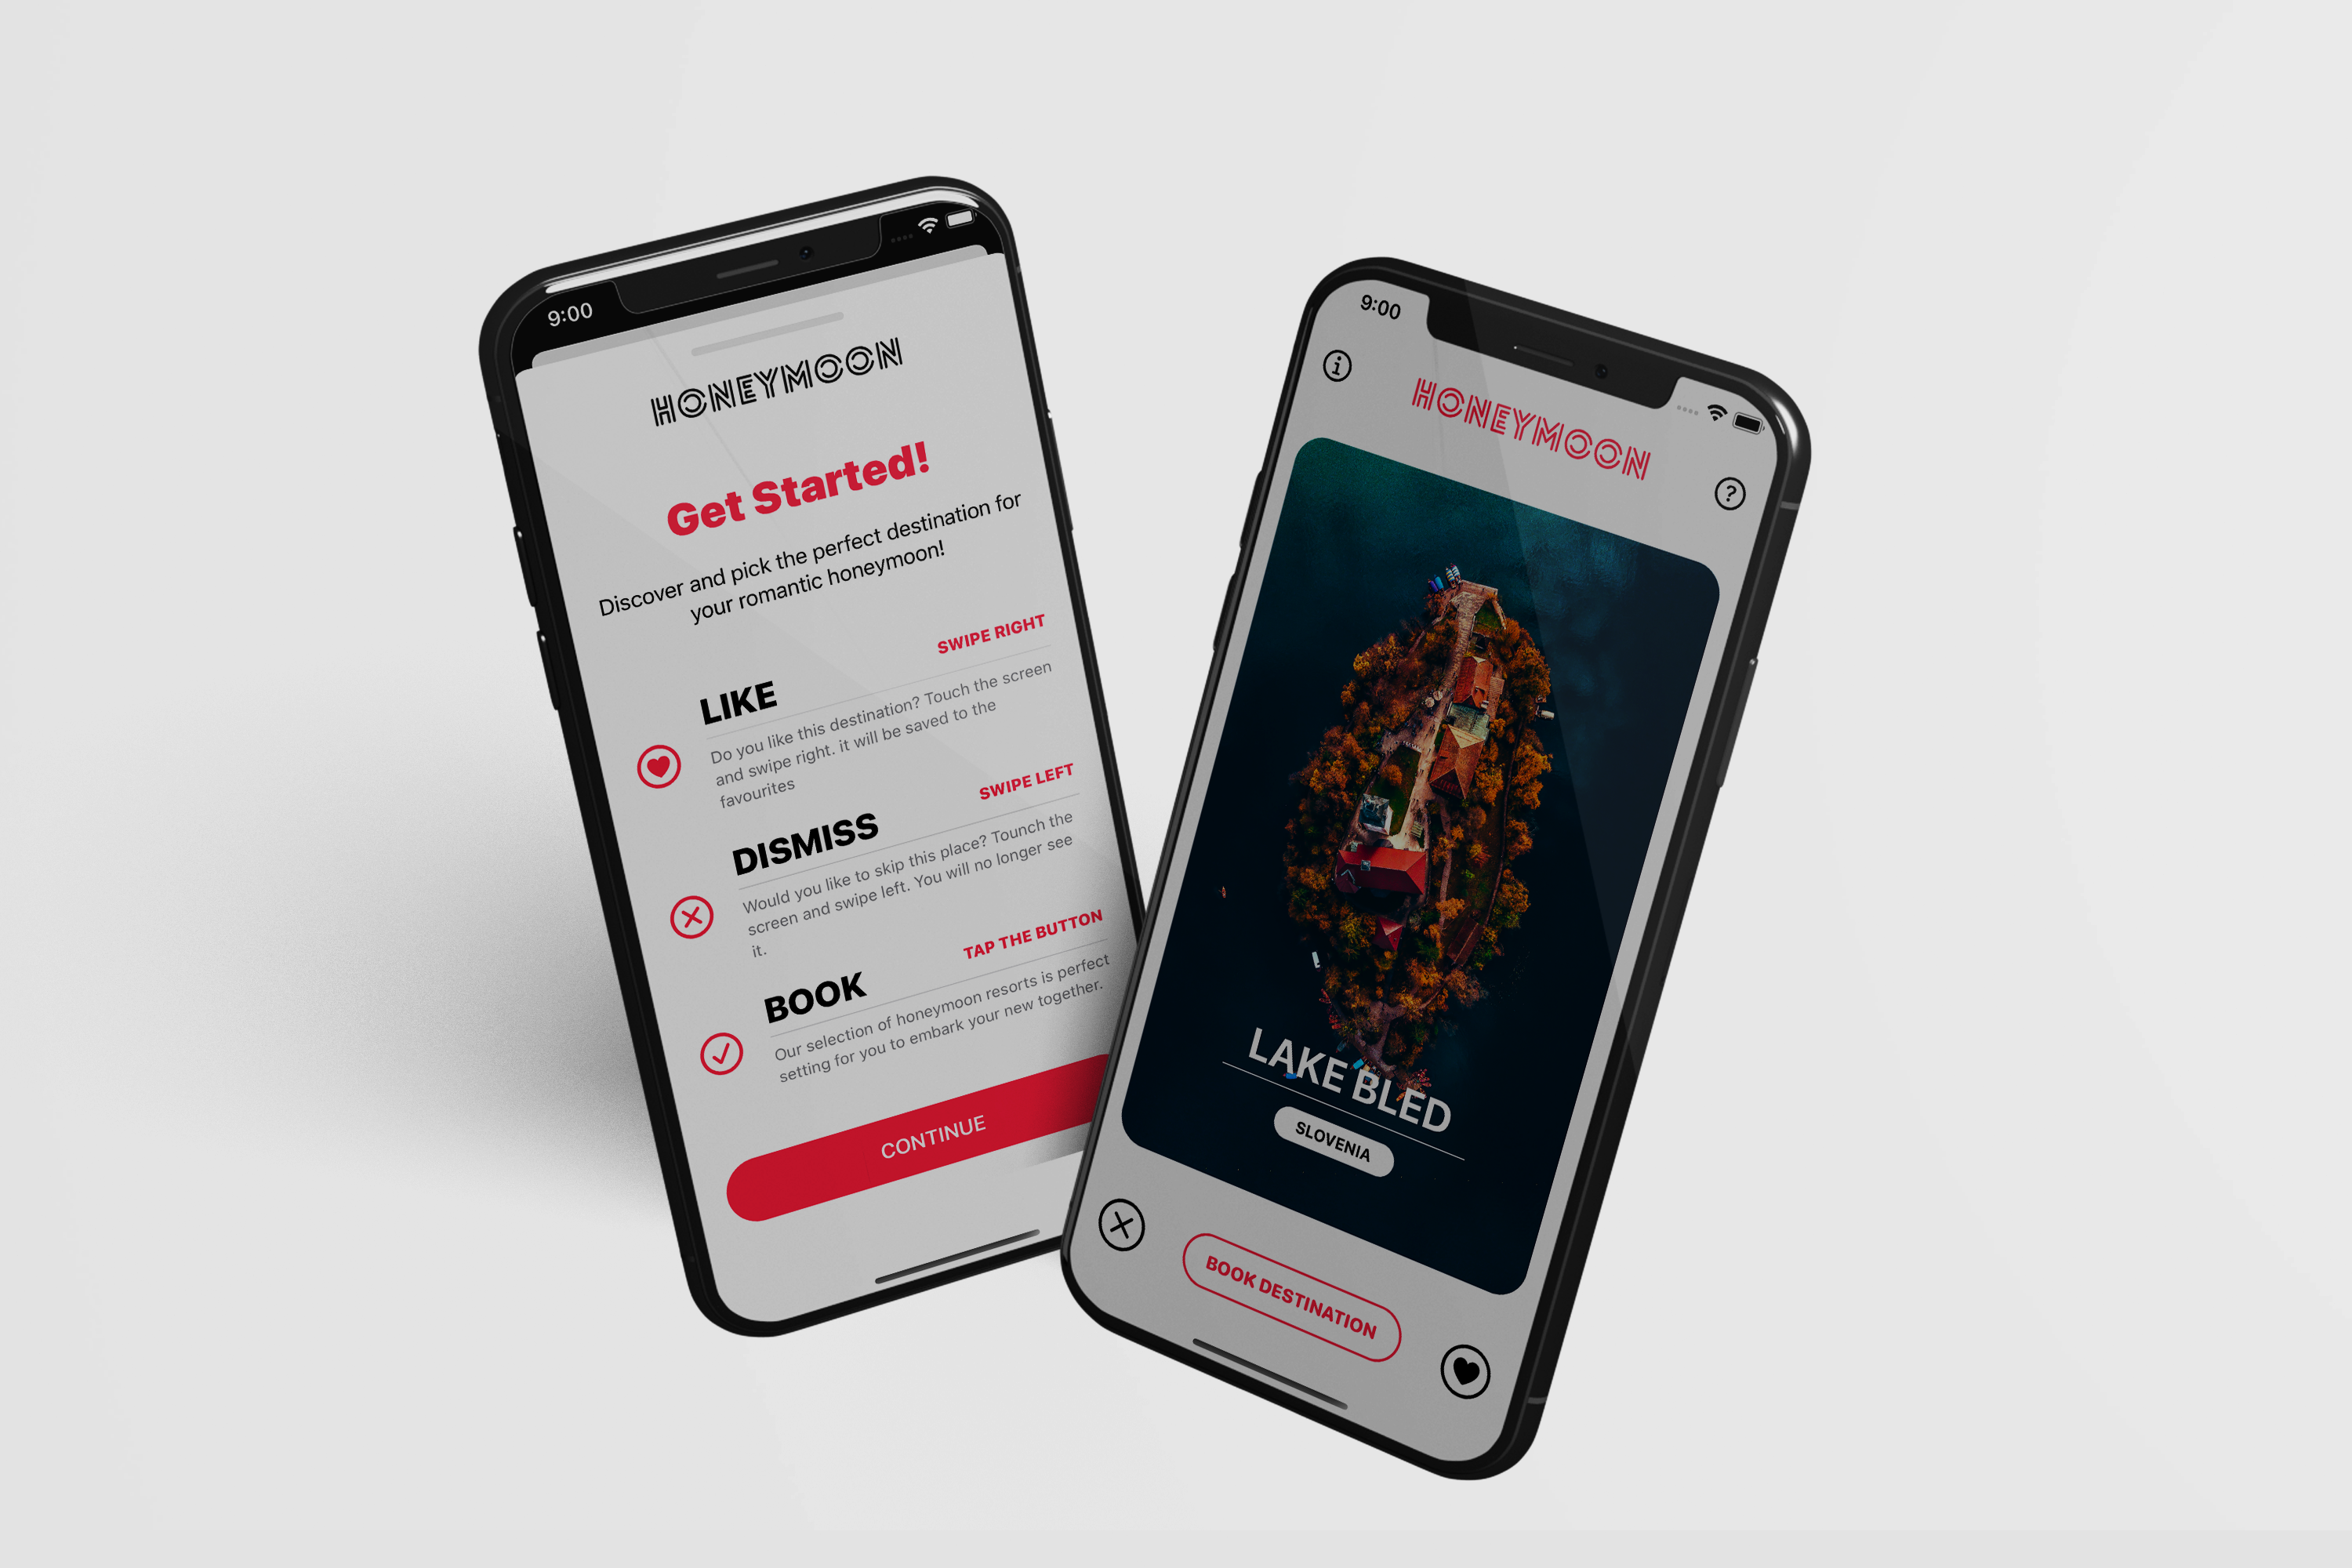 9:00
HONEYMOON
Get Started!
Discover and pick the perfect destination for
your romantic honeymoon!
SWIPE RIGHT
LIKE
Do you like this destination? Touch the screen
and swipe right. it will be saved to the
favourites
SWIPE LEFT
DISMISS
Would you like to skip this place? Tounch the
screen and swipe left. You will no longer see
it.
TAP THE BUTTON
BOOK
Our selection of honeymoon resorts is perfect
setting for you to embark your new together.
CONTINUE
9:00
HONEYMOON
LAKE BLED
SLOVENIA
BOOK DESTINATION